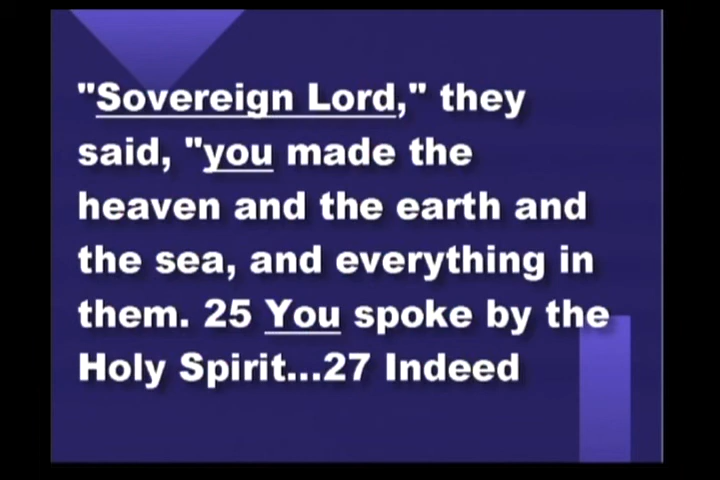 "Sovereign Lord," they
said, "you made the
heaven and the earth and
the sea, and everything in
them. 25 You spoke by the
Holy Spirit...27 Indeed